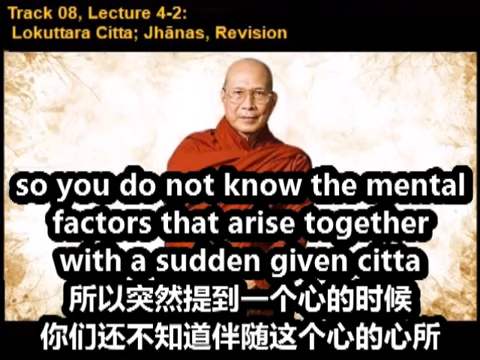 Track 08, Lecture 4-2:
Lokuttara Citta; Jhānas, Revision
so you do not know the mental
factors that arise together
with a sudden given citta
所以突然提到一个心的时候
你们还不知道伴随这个心的心所